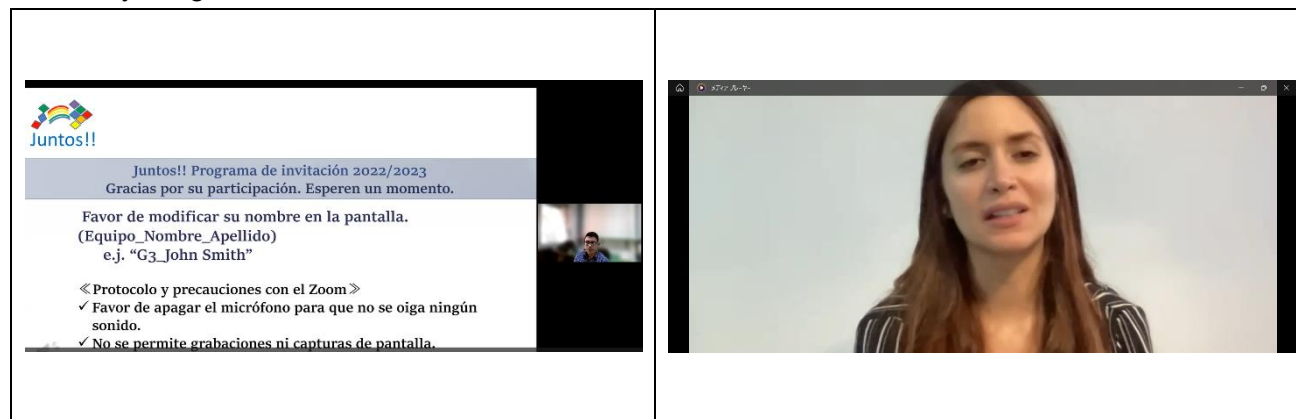 Juntos!!
Juntos!! Programa de invitación 2022/2023
Gracias por su participación. Esperen un momento.
Favor de modificar su nombre en la pantalla.
(Equipo_Nombre_Apellido)
e.j. “G3_John Smith”
≪Protocolo y precauciones con el Zoom≫
✓ Favor de apagar el micrófono para que no se oiga ningún
sonido.
✓ No se permite grabaciones ni capturas de pantalla.